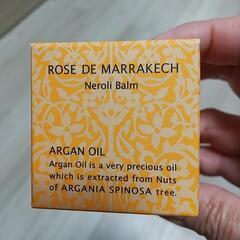 ROSE DE MARRAKECH
Neroli Balm
ARGAN OIL
Argan Oil is a very precious oil
which is extracted from Nuts
of ARGANIA SPINOSA tree.